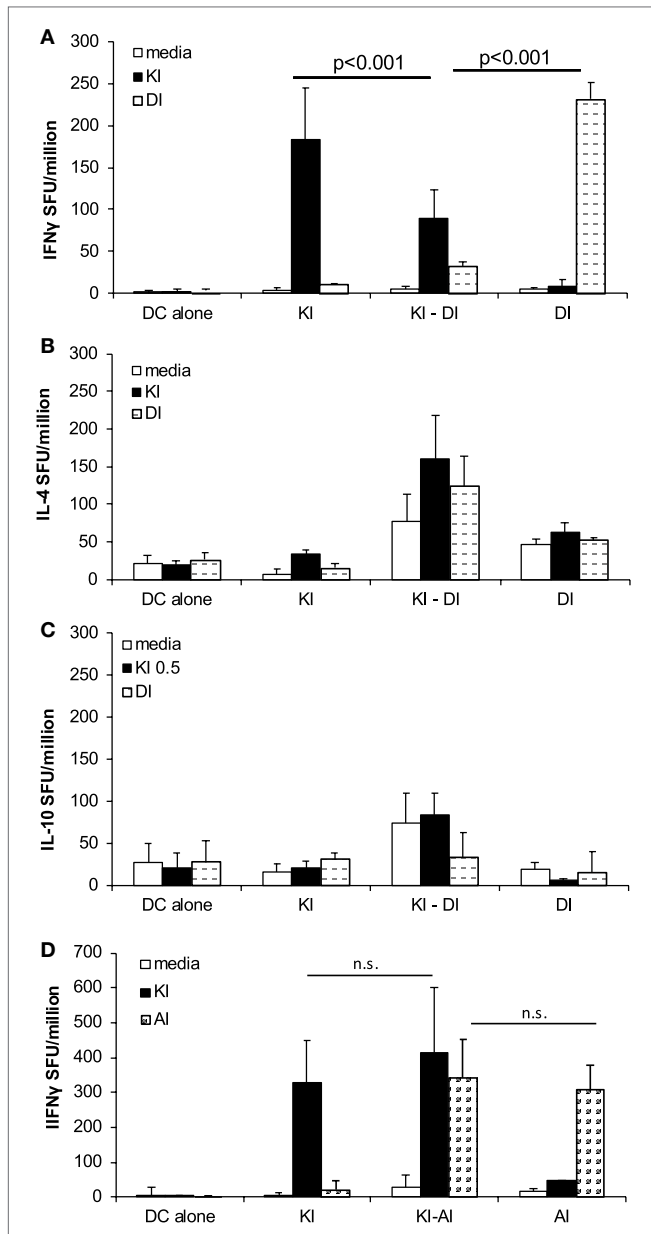 A
media
KI
DI
p<0.001
p<0.001
IFNγ SFU/million
300
250
200
150
100
50
0
DC alone KI KI - DI DI
B
media
KI
DI
IL-4 SFU/million
300
250
200
150
100
50
0
DC alone KI KI - DI DI
C
media
KI 0.5
DI
IL-10 SFU/million
300
250
200
150
100
50
0
DC alone KI KI - DI DI
D
media
KI
AI
n.s.
n.s.
IIFNγ SFU/million
700
600
500
400
300
200
100
0
DC alone KI KI-AI AI